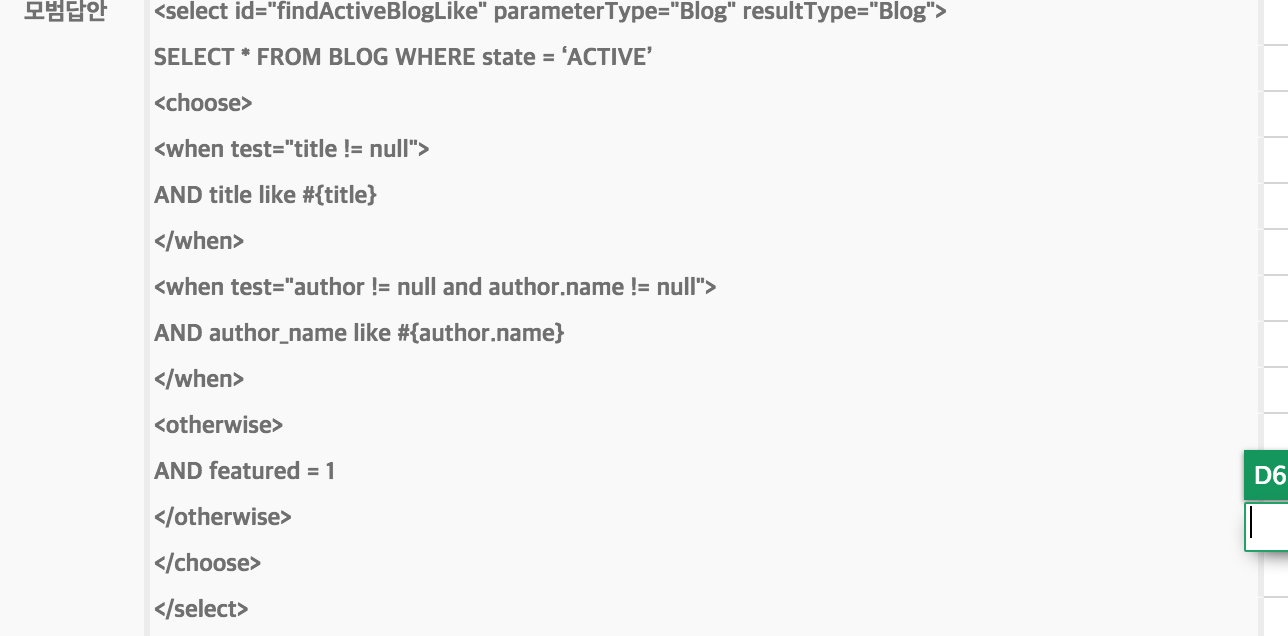 모범답안
<select id="findActiveBlogLike" parameterType="Blog" resultType="Blog">
SELECT * FROM BLOG WHERE state = ‘ACTIVE’
<choose>
<when test="title != null">
AND title like #{title}
</when>
<when test="author != null and author.name != null">
AND author_name like #{author.name}
</when>
<otherwise>
AND featured = 1
</otherwise>
</choose>
</select>
D6